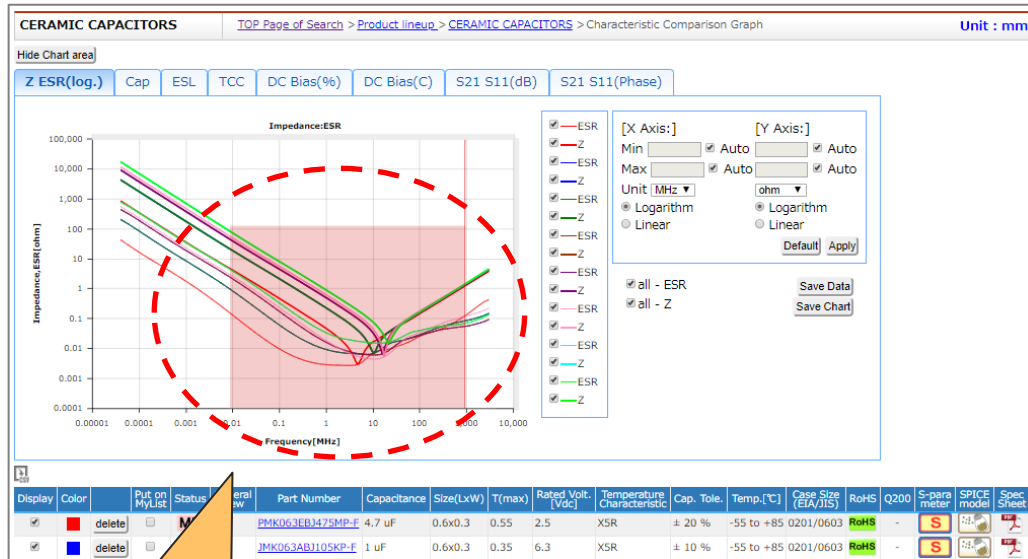 CERAMIC CAPACITORS
TOP Page of Search > Product lineup > CERAMIC CAPACITORS > Characteristic Comparison Graph
Unit : mm
Hide Chart area
Z ESR(log.) Cap ESL TCC DC Bias(%) DC Bias(C) S21 S11(dB) S21 S11(Phase)
Impedance:ESR
Impedance,ESR[ohm]
100,000
10,000
1,000
100
10
1
0.1
0.01
0.001
0.0001
0.00001 0.0001 0.001 0.01 0.1 1 10 100 1,000 10,000
Frequency[MHz]
ESR
Z
ESR
Z
ESR
Z
ESR
Z
ESR
Z
ESR
Z
ESR
Z
ESR
Z
[X Axis:] [Y Axis:]
Min Auto Auto
Max Auto Auto
Unit MHz ohm
Logarithm Logarithm
Linear Linear
Default Apply
all - ESR Save Data
all - Z Save Chart
CSV
Display Color Put on MyList Status Part Number Capacitance Size(LxW) T(max) Rated Volt. [Vdc] Temperature Characteristic Cap. Tole. Temp.[℃] Case Size (EIA/JIS) RoHS Q200 S-para meter SPICE model Spec Sheet
delete PMK063EBJ475MP-F 4.7 uF 0.6x0.3 0.55 2.5 X5R ± 20 % -55 to +85 0201/0603 RoHS - S
delete JMK063ABJ105KP-F 1 uF 0.6x0.3 0.35 6.3 X5R ± 10 % -55 to +85 0201/0603 RoHS - S